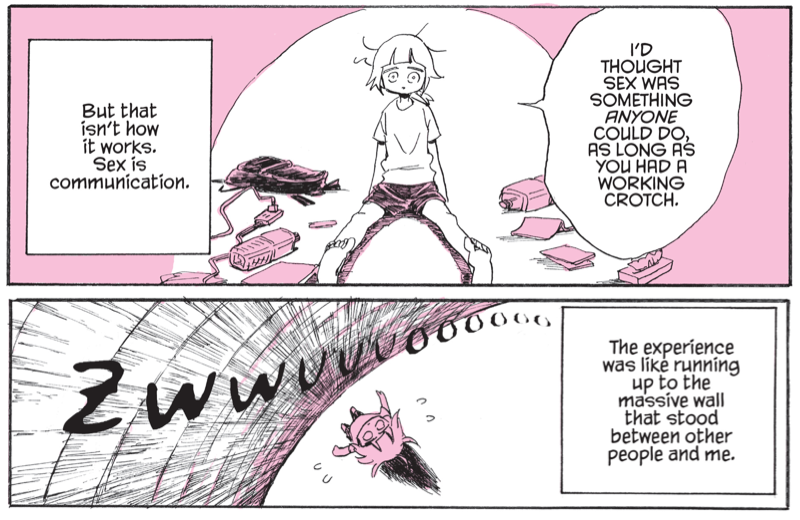 I'D
THOUGHT
SEX WAS
SOMETHING
ANYONE
COULD DO,
AS LONG AS
YOU HAD A
WORKING
CROTCH.
But that
isn't how
it works.
Sex is
communication.
ZWWUUUOOOOOOO
The experience
was like running
up to the
massive wall
that stood
between other
people and me.